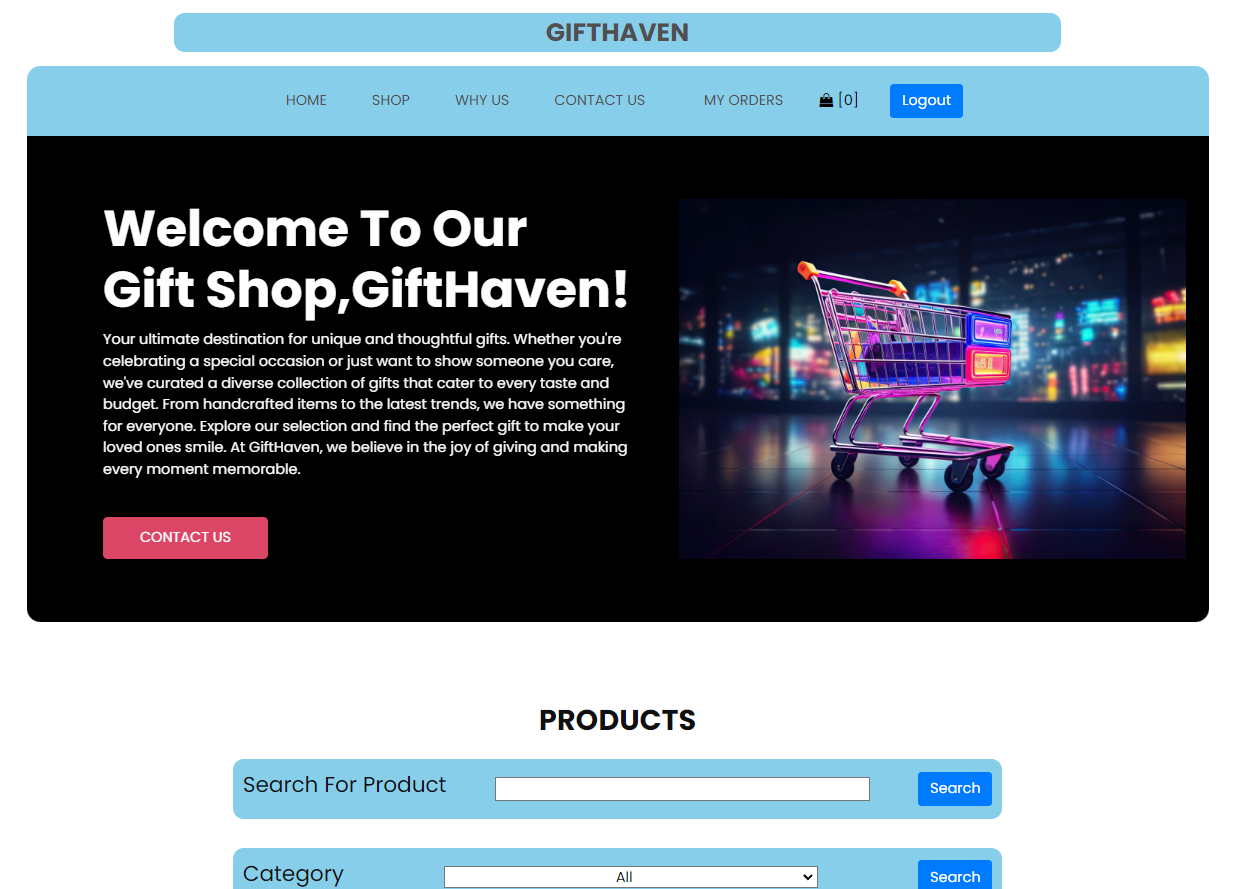 GIFTHAVEN
HOME SHOP WHY US CONTACT US MY ORDERS [0] Logout
Welcome To Our
Gift Shop,GiftHaven!
Your ultimate destination for unique and thoughtful gifts. Whether you're
celebrating a special occasion or just want to show someone you care,
we've curated a diverse collection of gifts that cater to every taste and
budget. From handcrafted items to the latest trends, we have something
for everyone. Explore our selection and find the perfect gift to make your
loved ones smile. At GiftHaven, we believe in the joy of giving and making
every moment memorable.
CONTACT US
PRODUCTS
Search For Product Search
Category All Search